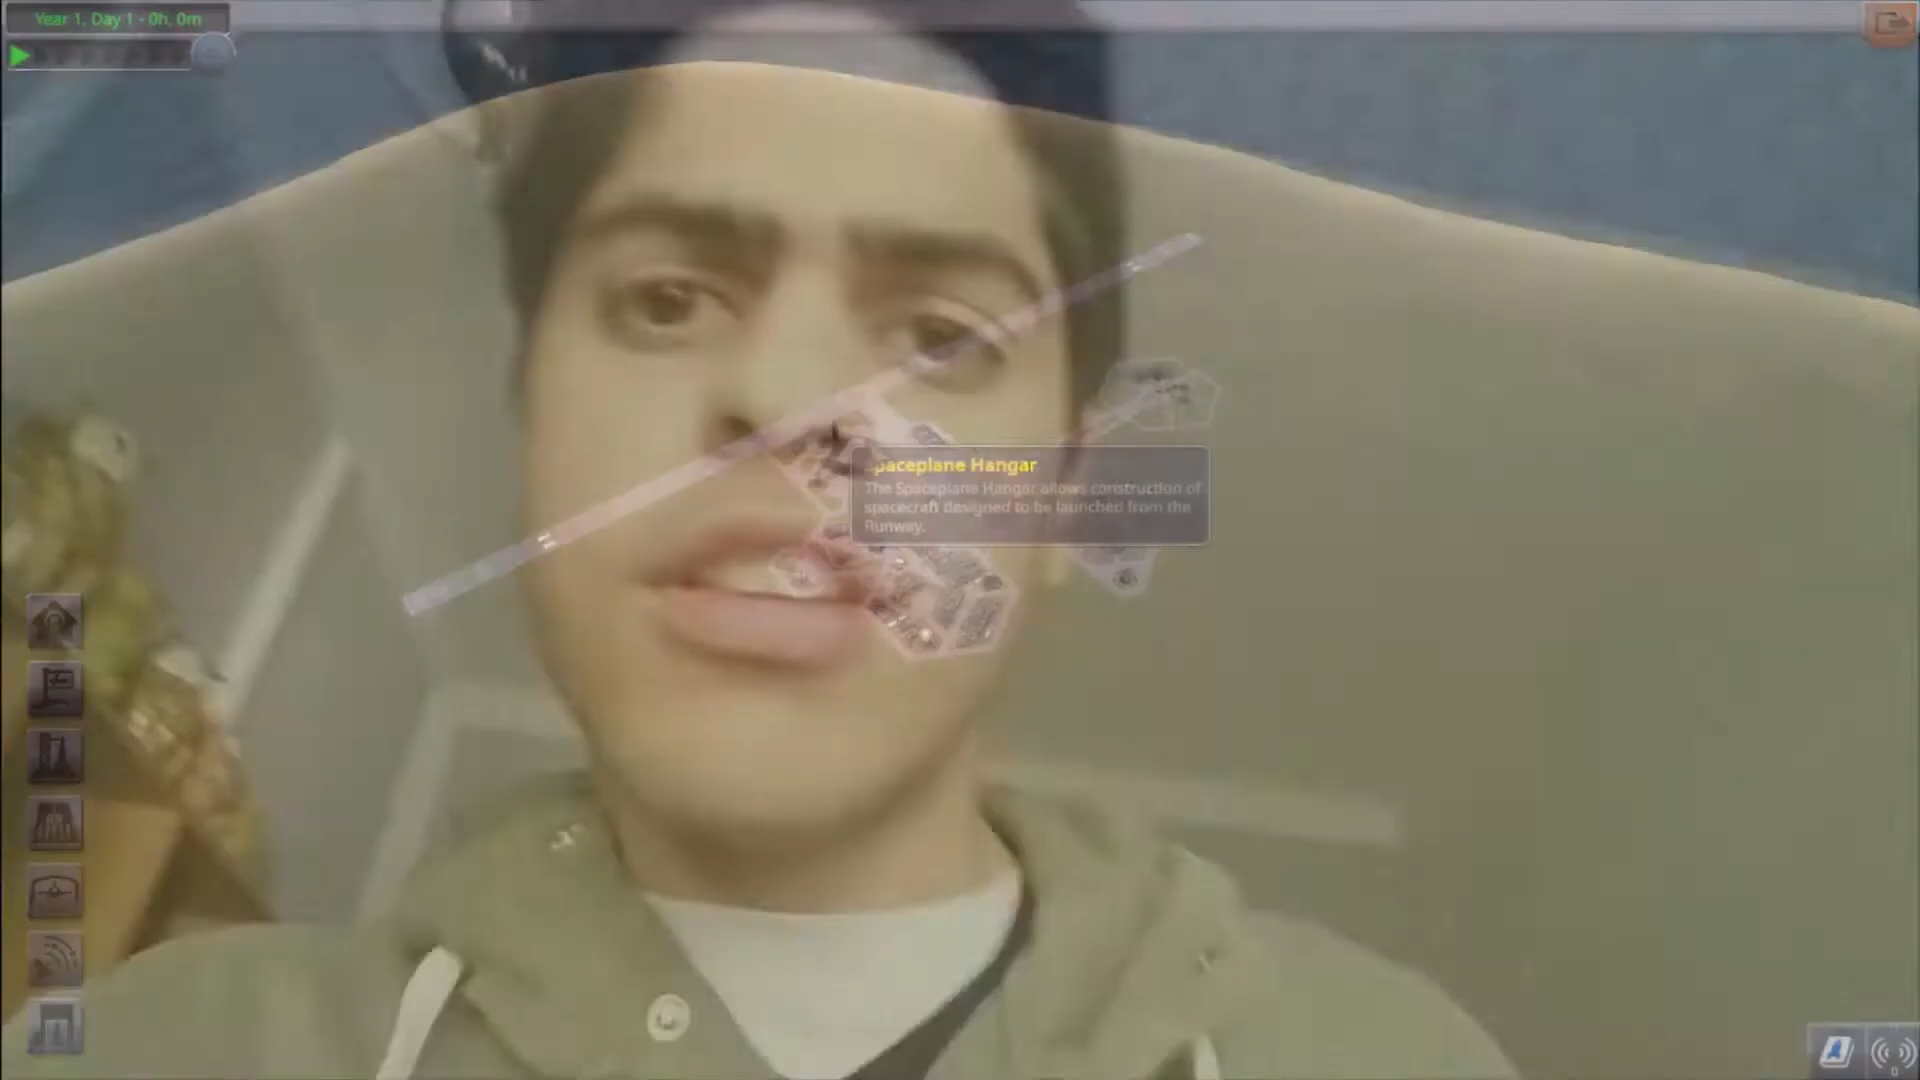 Year 1, Day 1 - 0h, 0m
Spaceplane Hangar
The Spaceplane Hangar allows construction of
spacecraft designed to be launched from the
Runway.
0